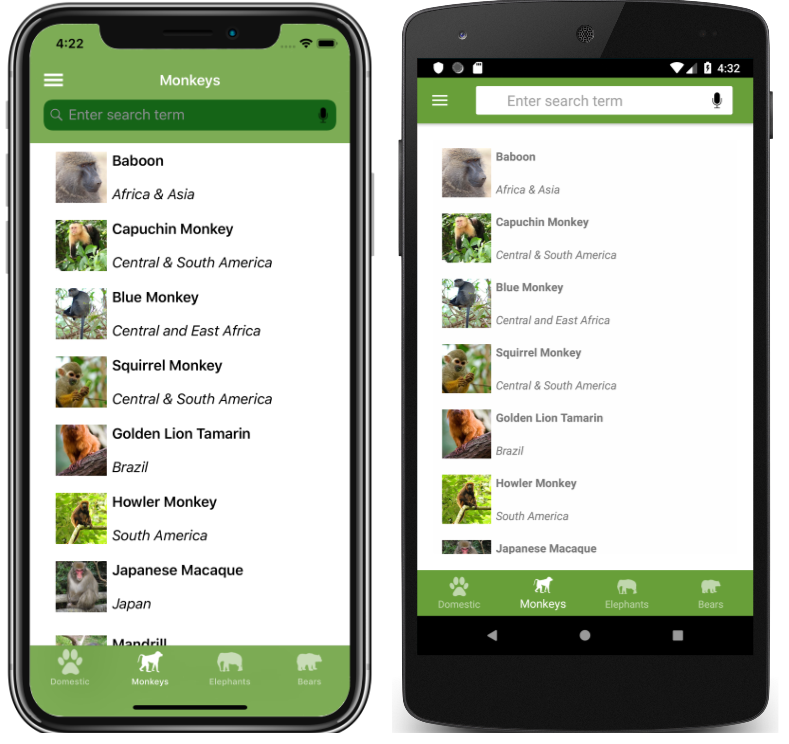 4:22
Monkeys
Enter search term
Baboon
Africa & Asia
Capuchin Monkey
Central & South America
Blue Monkey
Central and East Africa
Squirrel Monkey
Central & South America
Golden Lion Tamarin
Brazil
Howler Monkey
South America
Japanese Macaque
Japan
Mandrill
Domestic
Monkeys
Elephants
Bears
4:32
Enter search term
Baboon
Africa & Asia
Capuchin Monkey
Central & South America
Blue Monkey
Central and East Africa
Squirrel Monkey
Central & South America
Golden Lion Tamarin
Brazil
Howler Monkey
South America
Japanese Macaque
Domestic
Monkeys
Elephants
Bears